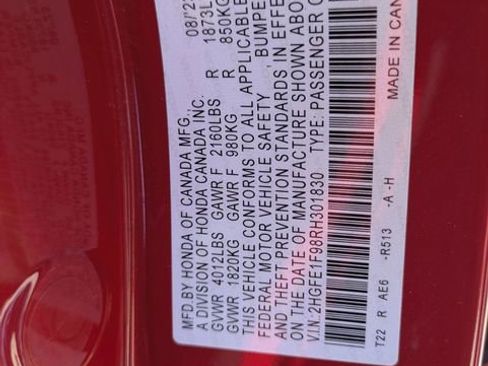 MFD.BY HONDA OF CANADA MFG., 08/2
A DIVISION OF HONDA CANADA INC.
GVWR 4012LBS GAWR F 2160LBS R 1873L
GVWR 1820KG GAWR F 980KG R 850KG
THIS VEHICLE CONFORMS TO ALL APPLICABLE
FEDERAL MOTOR VEHICLE SAFETY, BUMPE
AND THEFT PREVENTION STANDARDS IN EFFE
ON THE DATE OF MANUFACTURE SHOWN ABO
V.I.N: 2HGFE1F98RH301830 TYPE: PASSENGER C
T22 R AE6 -R513 -A -H MADE IN CAN